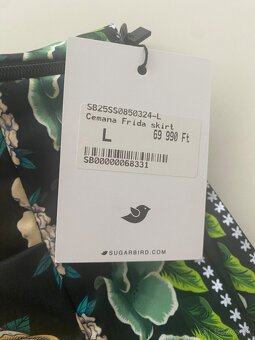 SB25SS0850324-L
Cemana Frida skirt
L 69 990 Ft
SB00000068331
SUGARBIRD.COM